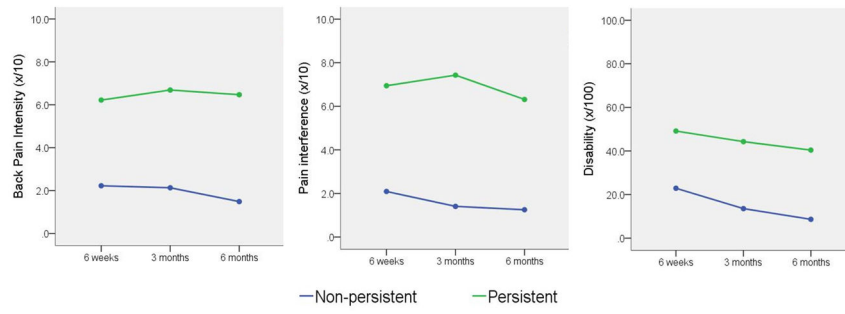 Back Pain Intensity (x/10)
10.0
8.0
6.0
4.0
2.0
.0
6 weeks 3 months 6 months
Pain interference (x/10)
10.0
8.0
6.0
4.0
2.0
.0
6 weeks 3 months 6 months
Disability (x/100)
100.0
80.0
60.0
40.0
20.0
.0
6 weeks 3 months 6 months
Non-persistent Persistent